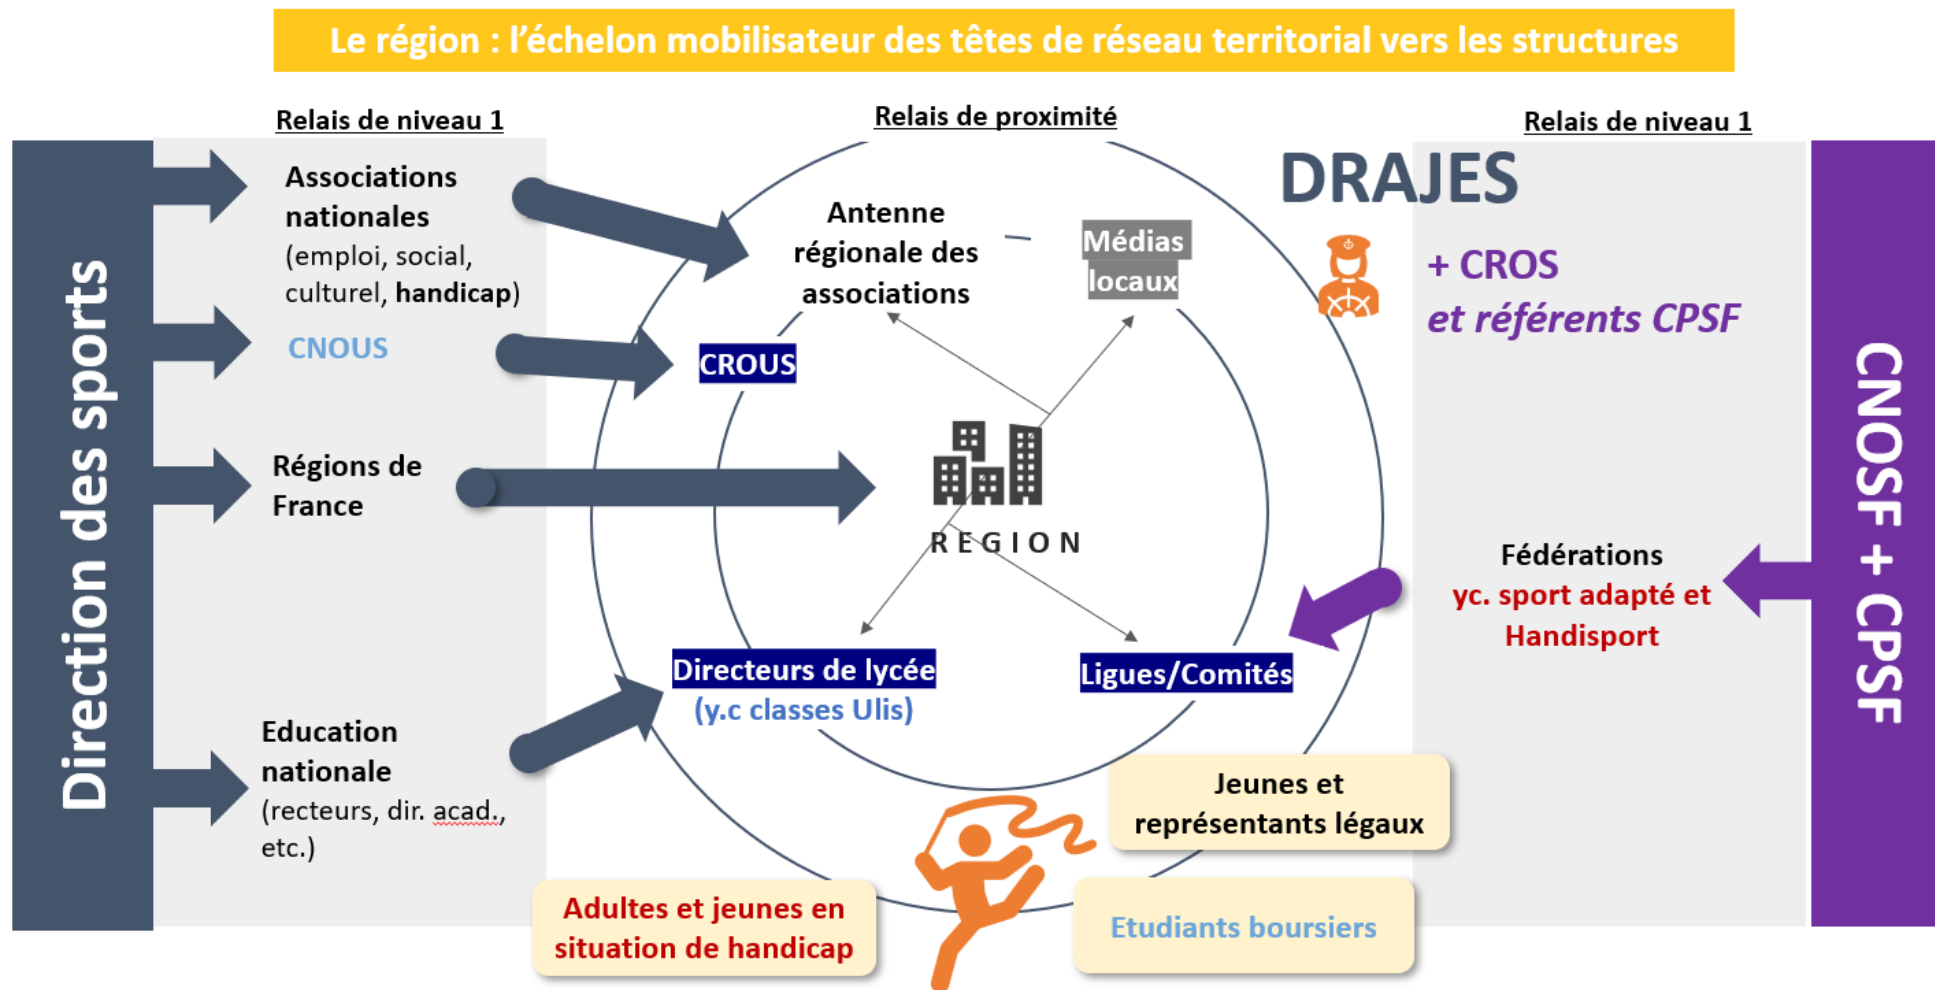 Le région : l’échelon mobilisateur des têtes de réseau territorial vers les structures
Relais de niveau 1
Relais de proximité
Relais de niveau 1
Direction des sports
Associations
nationales
(emploi, social,
culturel, handicap)
CNOUS
Régions de
France
Education
nationale
(recteurs, dir. acad.,
etc.)
Antenne
régionale des
associations
Médias
locaux
CROUS
REGION
Directeurs de lycée
(y.c classes Ulis)
Ligues/Comités
DRAJES
+ CROS
et référents CPSF
Fédérations
yc. sport adapté et
Handisport
CNOSF + CPSF
Jeunes et
représentants légaux
Adultes et jeunes en
situation de handicap
Etudiants boursiers